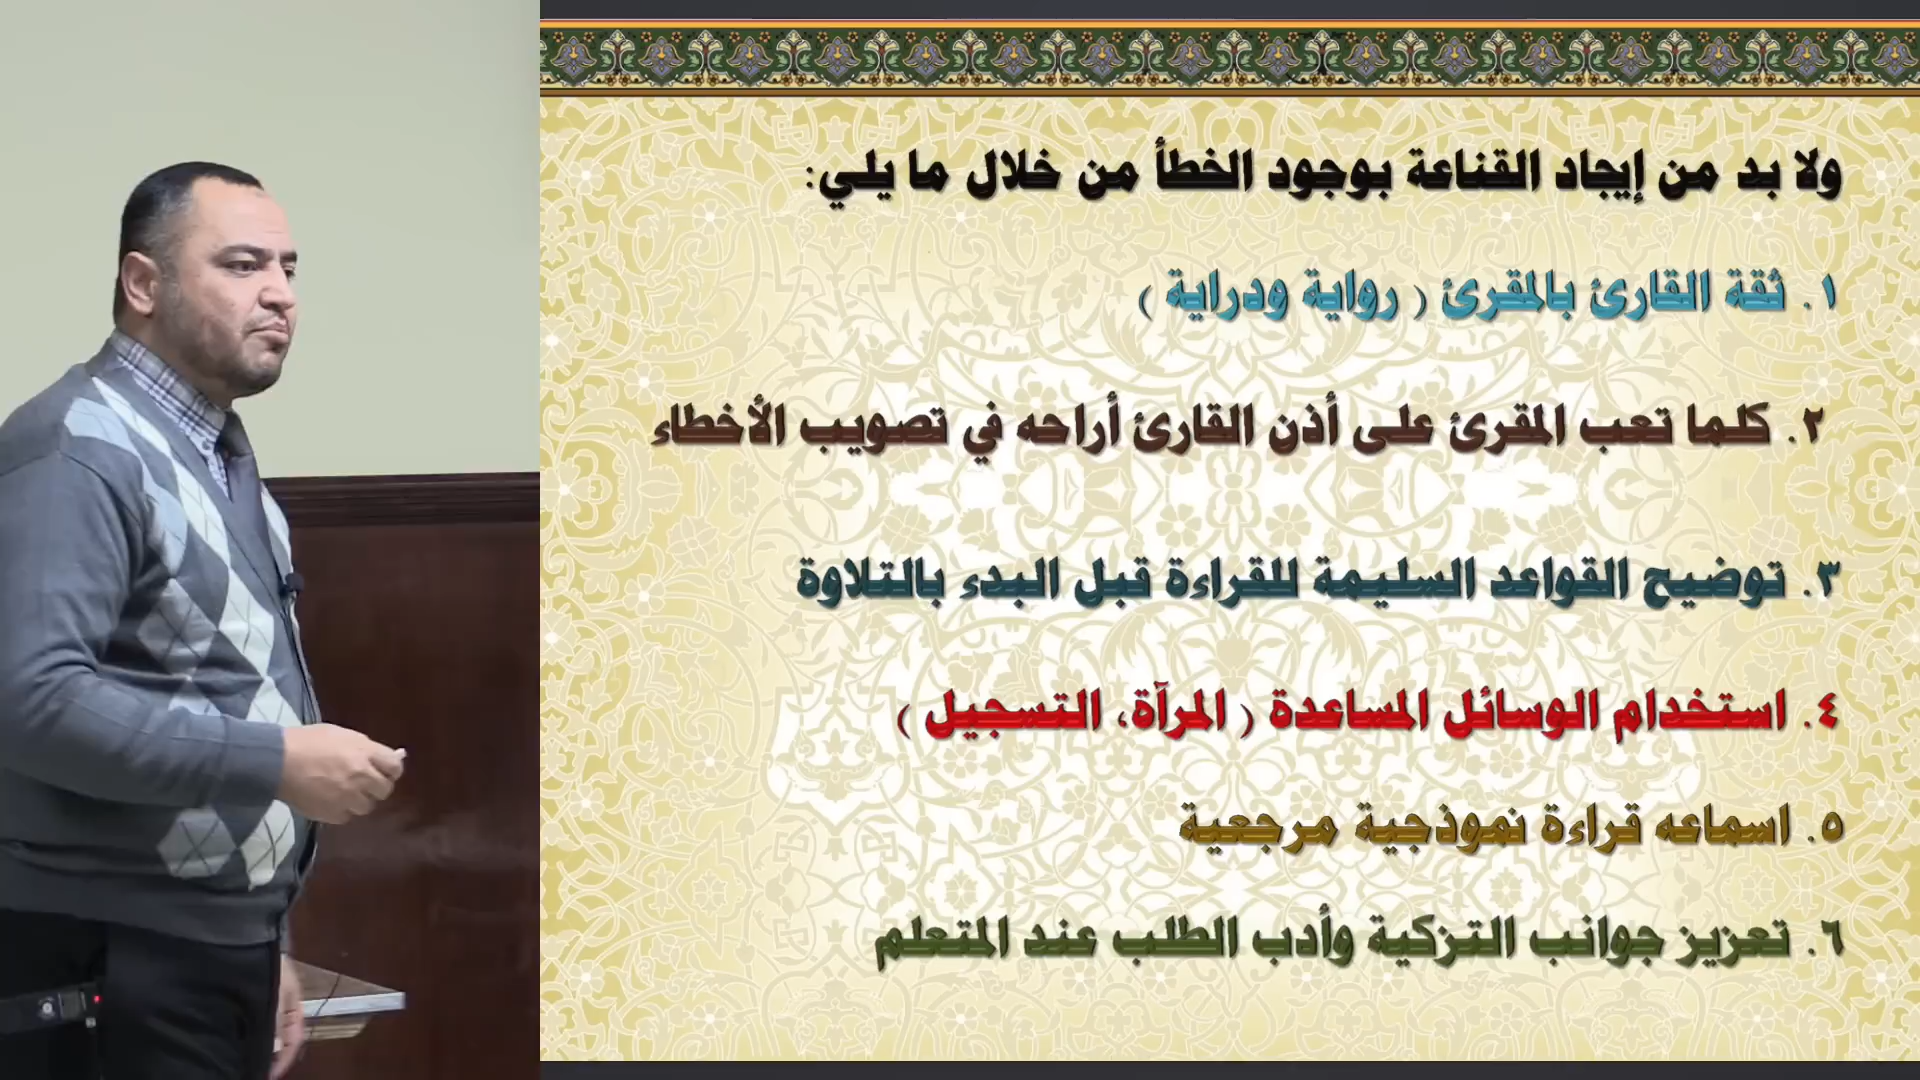 ولا بد من إيجاد القناعة بوجود الخطأ من خلال ما يلي:
١. ثقة القارئ بالمقرئ ( رواية ودراية )
٢. كلما تعب المقرئ على أذن القارئ أراحه في تصويب الأخطاء
٣. توضيح القواعد السليمة للقراءة قبل البدء بالتلاوة
٤. استخدام الوسائل المساعدة ( المرآة، التسجيل )
٥. اسماعه قراءة نموذجية مرجعية
٦. تعزيز جوانب التزكية وأدب الطلب عند المتعلم